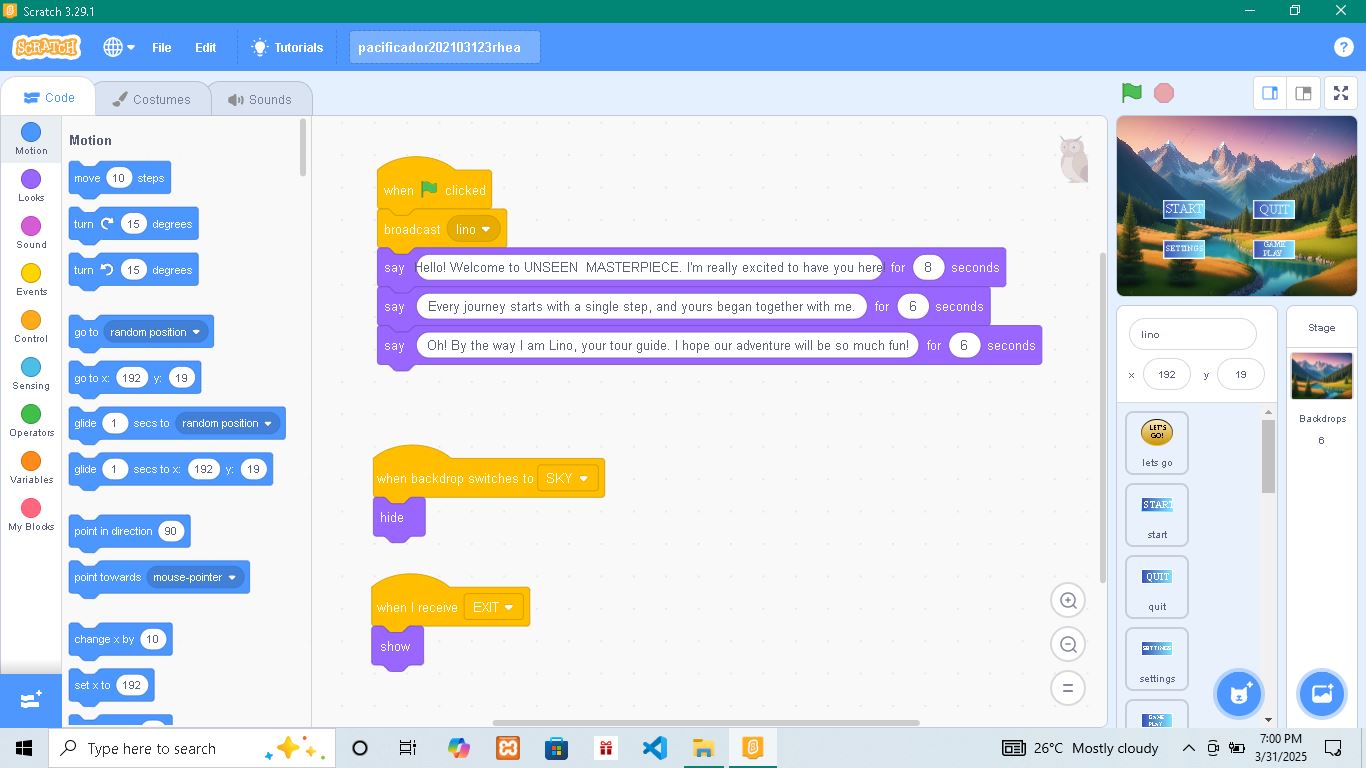 Scratch 3.29.1
SCRATCH File Edit Tutorials pacificador202103123rhea ?
Code Costumes Sounds
Motion
Looks
Sound
Events
Control
Sensing
Operators
Variables
My Blocks
Motion
move 10 steps
turn 15 degrees
turn 15 degrees
go to random position
go to x: 192 y: 19
glide 1 secs to random position
glide 1 secs to x: 192 y: 19
point in direction 90
point towards mouse-pointer
change x by 10
set x to 192
when clicked
broadcast lino
say Hello! Welcome to UNSEEN  MASTERPIECE. I'm really excited to have you here! for 8 seconds
say Every journey starts with a single step, and yours began together with me. for 6 seconds
say Oh! By the way I am Lino, your tour guide. I hope our adventure will be so much fun! for 6 seconds
when backdrop switches to SKY
hide
when I receive EXIT
show
START QUIT
SETTINGS GAME PLAY
lino
x 192 y 19
LET'S
GO!
lets go
START
start
QUIT
quit
SETTINGS
settings
GAME
PLAY
Stage
Backdrops
6
Type here to search
26°C Mostly cloudy
7:00 PM
3/31/2025